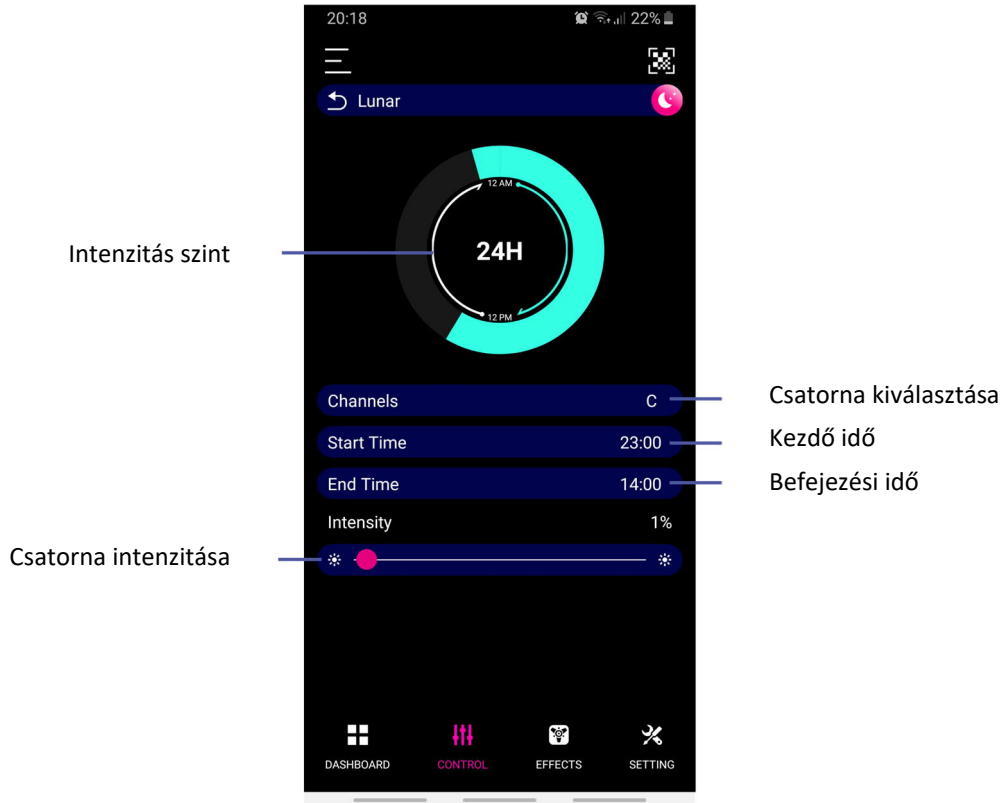 20:18
22%
Lunar
12 AM
Intenzitás szint
24H
12 PM
Channels C
Csatorna kiválasztása
Start Time 23:00
Kezdő idő
End Time 14:00
Befejezési idő
Intensity 1%
Csatorna intenzitása
DASHBOARD CONTROL EFFECTS SETTING